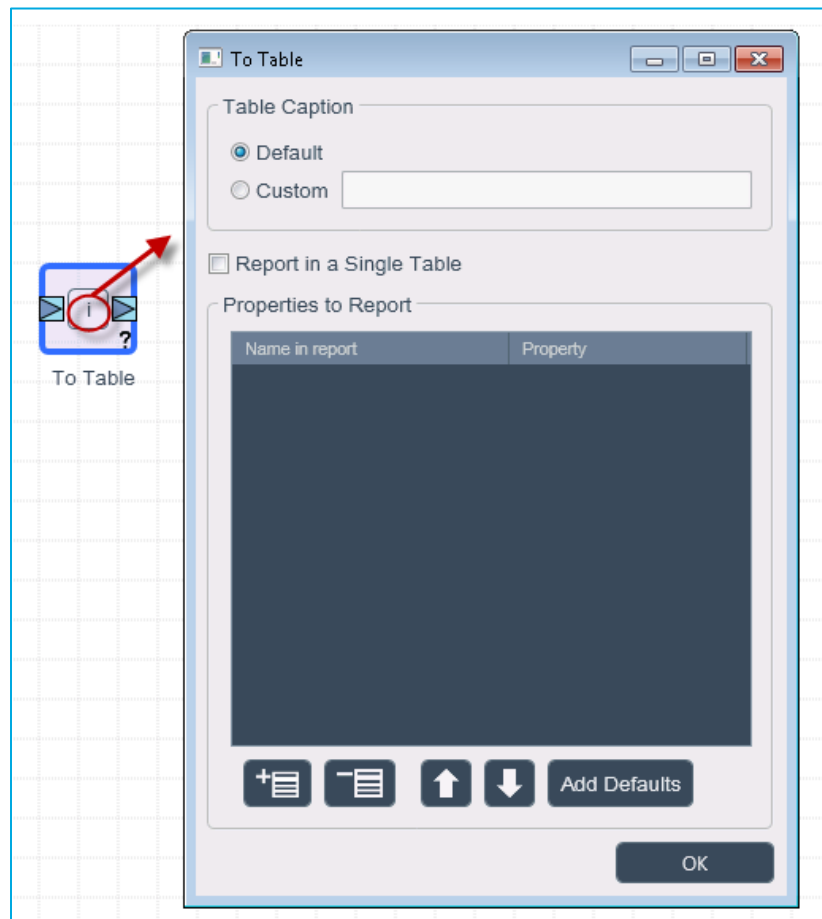 To Table
Table Caption
Default
Custom
Report in a Single Table
Properties to Report
Name in report Property
i
?
To Table
Add Defaults
OK